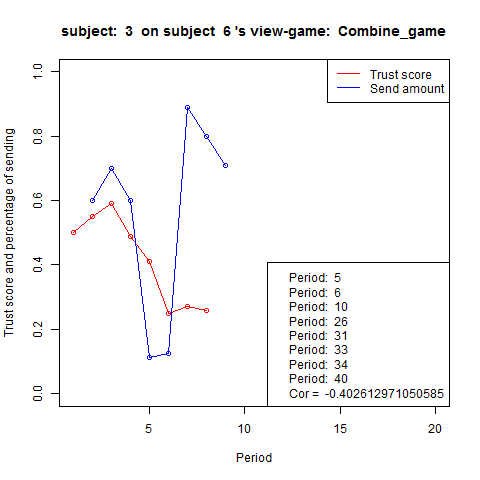 subject:  3  on subject  6 's view-game:  Combine_game
Trust score
Send amount
Trust score and percentage of sending
1.0
0.8
0.6
0.4
0.2
0.0
Period:  5
Period:  6
Period:  10
Period:  26
Period:  31
Period:  33
Period:  34
Period:  40
Cor =  -0.402612971050585
5
10
15
20
Period